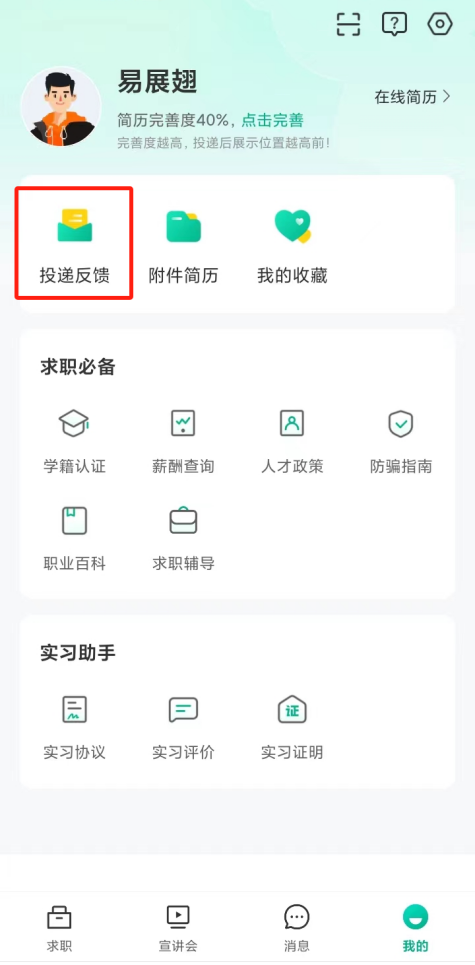 易展翅
在线简历
简历完善度40%，点击完善
完善度越高，投递后展示位置越高前！
投递反馈 附件简历 我的收藏
求职必备
学籍认证 薪酬查询 人才政策 防骗指南
职业百科 求职辅导
实习助手
证
实习协议 实习评价 实习证明
求职 宣讲会 消息 我的